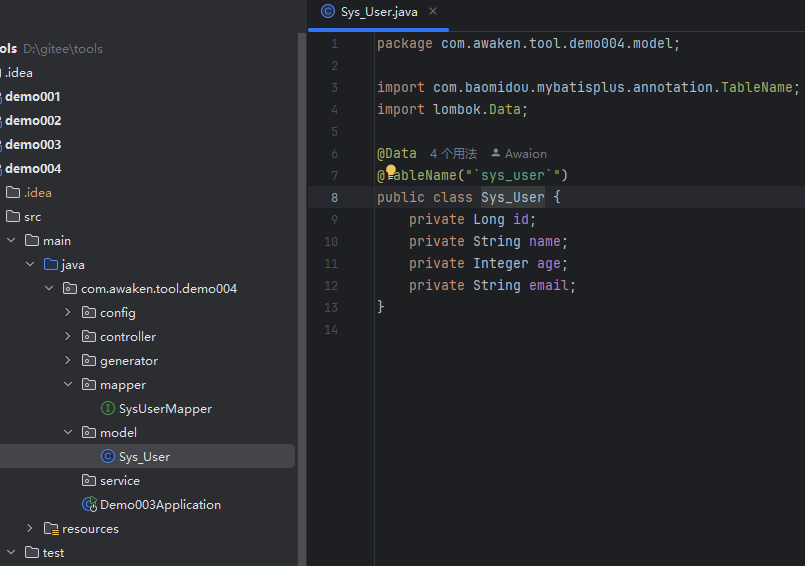 ols D:\gitee\tools
.idea
demo001
demo002
demo003
demo004
.idea
src
main
java
com.awaken.tool.demo004
config
controller
generator
mapper
SysUserMapper
model
Sys_User
service
Demo003Application
resources
test
Sys_User.java
1 package com.awaken.tool.demo004.model;
2
3 import com.baomidou.mybatisplus.annotation.TableName;
4 import lombok.Data;
5
6 @Data 4 个用法 Awaion
7 @TableName("`sys_user`")
8 public class Sys_User {
9 private Long id;
10 private String name;
11 private Integer age;
12 private String email;
13 }
14